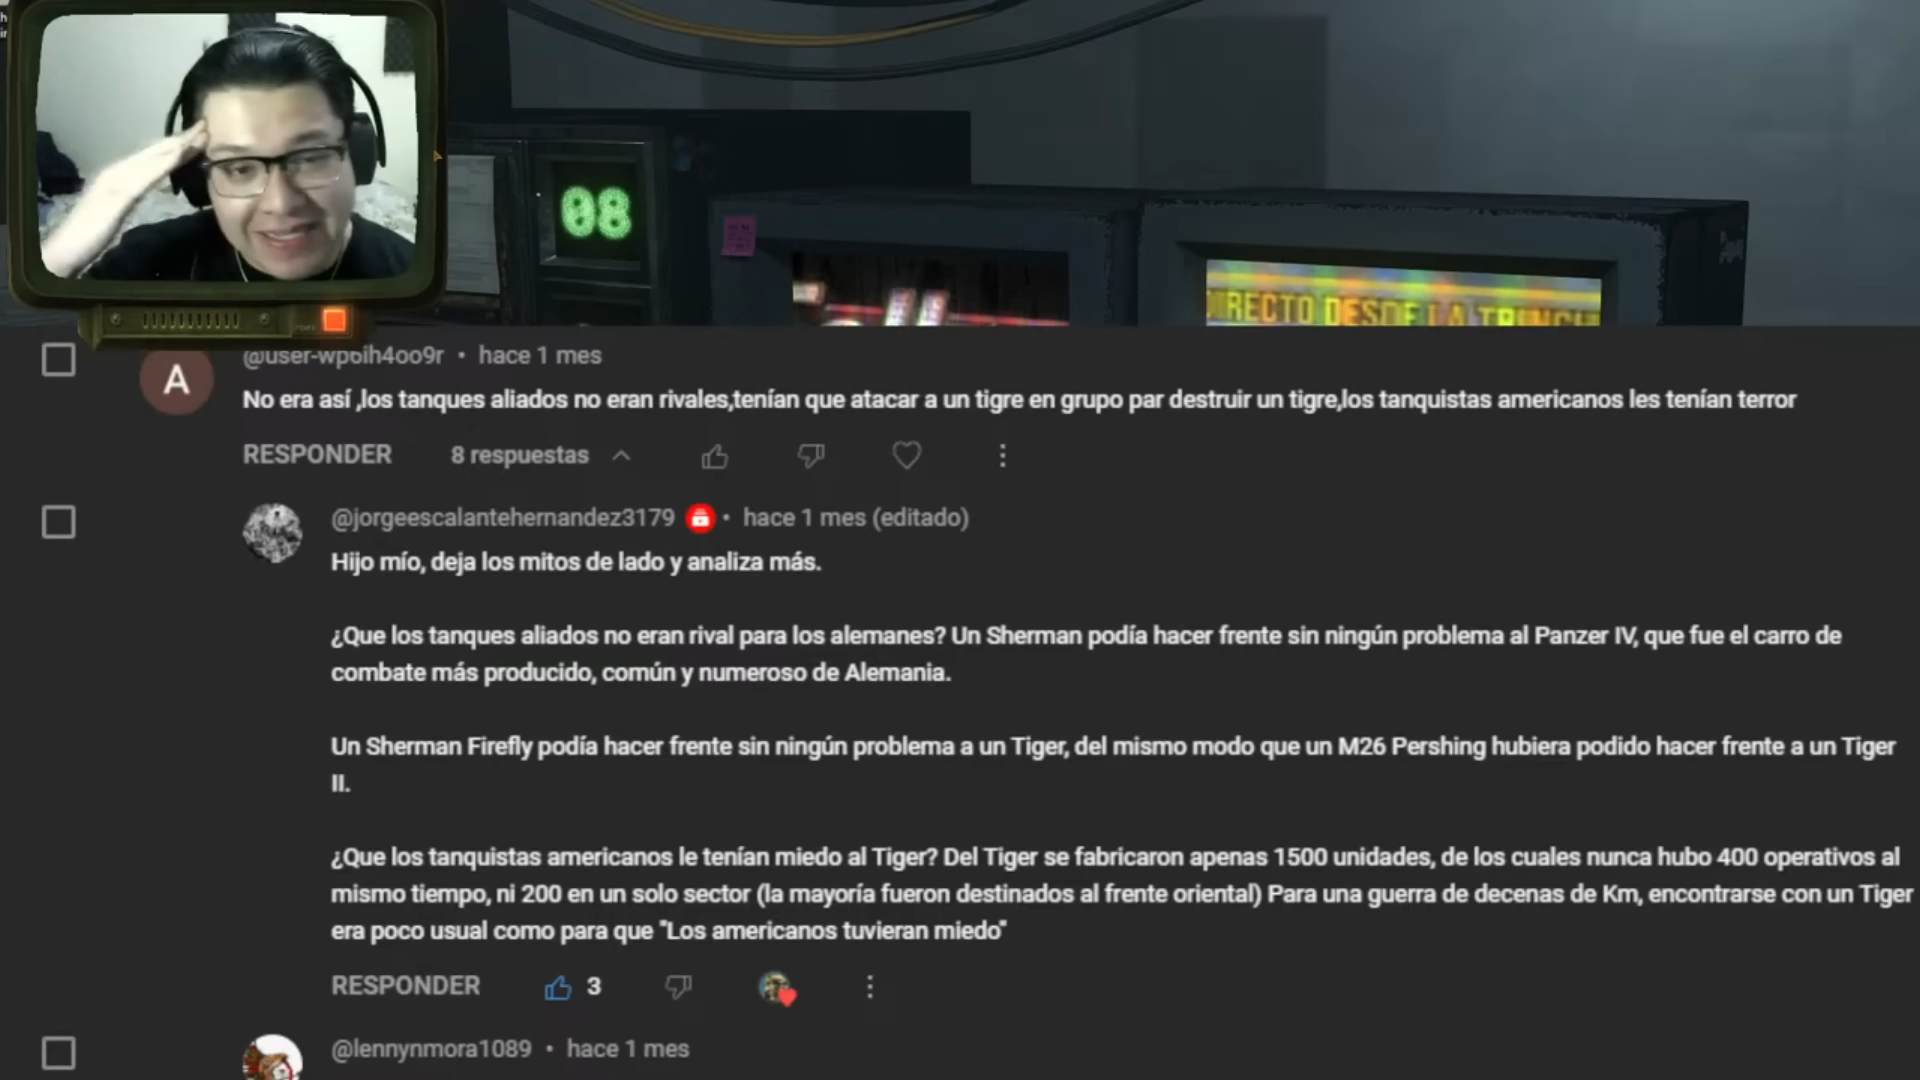 08
DIRECTO DESDE LA TRINCH
@user-wp6ih4oo9r • hace 1 mes
A
No era así ,los tanques aliados no eran rivales,tenían que atacar a un tigre en grupo par destruir un tigre,los tanquistas americanos les tenían terror
RESPONDER 8 respuestas
@jorgeescalantehernandez3179 • hace 1 mes (editado)
Hijo mío, deja los mitos de lado y analiza más.
¿Que los tanques aliados no eran rival para los alemanes? Un Sherman podía hacer frente sin ningún problema al Panzer IV, que fue el carro de
combate más producido, común y numeroso de Alemania.
Un Sherman Firefly podía hacer frente sin ningún problema a un Tiger, del mismo modo que un M26 Pershing hubiera podido hacer frente a un Tiger
II.
¿Que los tanquistas americanos le tenían miedo al Tiger? Del Tiger se fabricaron apenas 1500 unidades, de los cuales nunca hubo 400 operativos al
mismo tiempo, ni 200 en un solo sector (la mayoría fueron destinados al frente oriental) Para una guerra de decenas de Km, encontrarse con un Tiger
era poco usual como para que "Los americanos tuvieran miedo"
RESPONDER 3
@lennynmora1089 • hace 1 mes